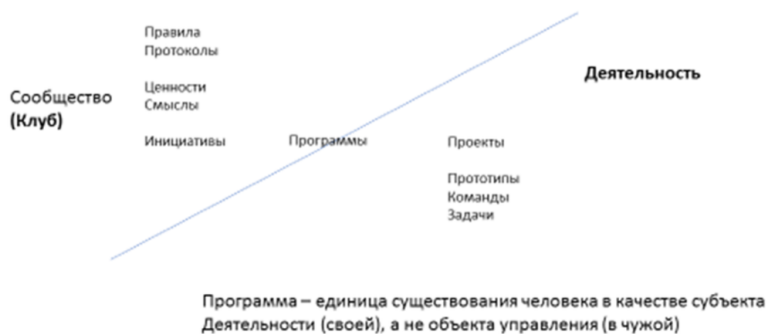 Правила
Протоколы
Деятельность
Ценности
Сообщество
Смыслы
(Клуб)
Инициативы
Программы
Проекты
Прототипы
Команды
Задачи
Программа – единица существования человека в качестве субъекта
Деятельности (своей), а не объекта управления (в чужой)